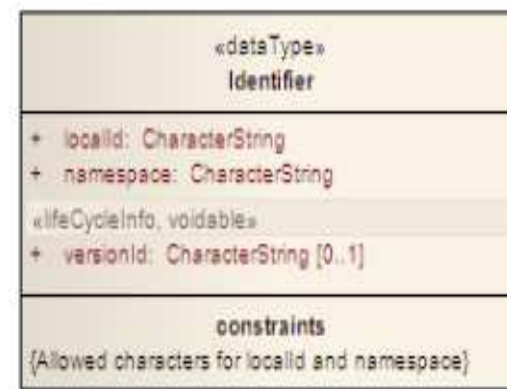 «dataType»
Identifier
+ localId: CharacterString
+ namespace: CharacterString
«lifeCycleInfo, voidable»
+ versionId: CharacterString [0..1]
constraints
{Allowed characters for localId and namespace}